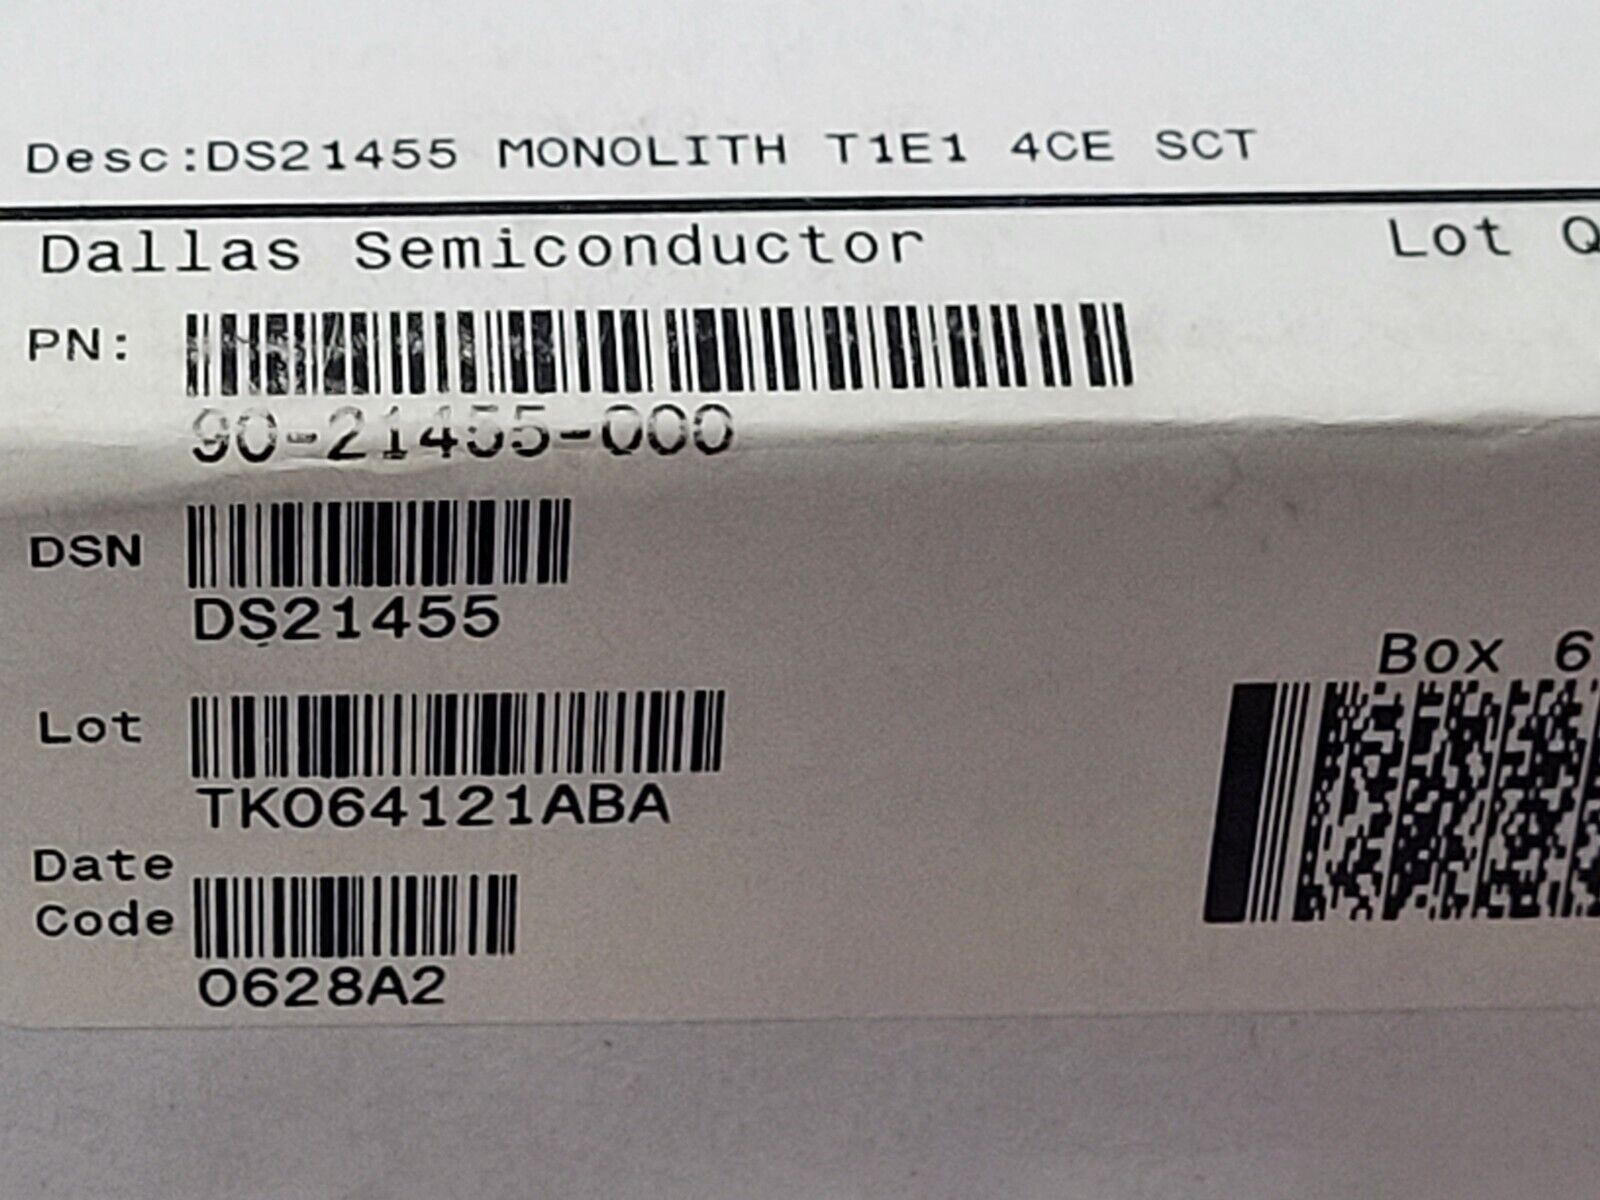 Desc:DS21455 MONOLITH T1E1 4CE SCT
Dallas Semiconductor Lot Q
PN:
90-21455-000
DSN
DS21455
Box 6
Lot
TK064121ABA
Date
Code
0628A2